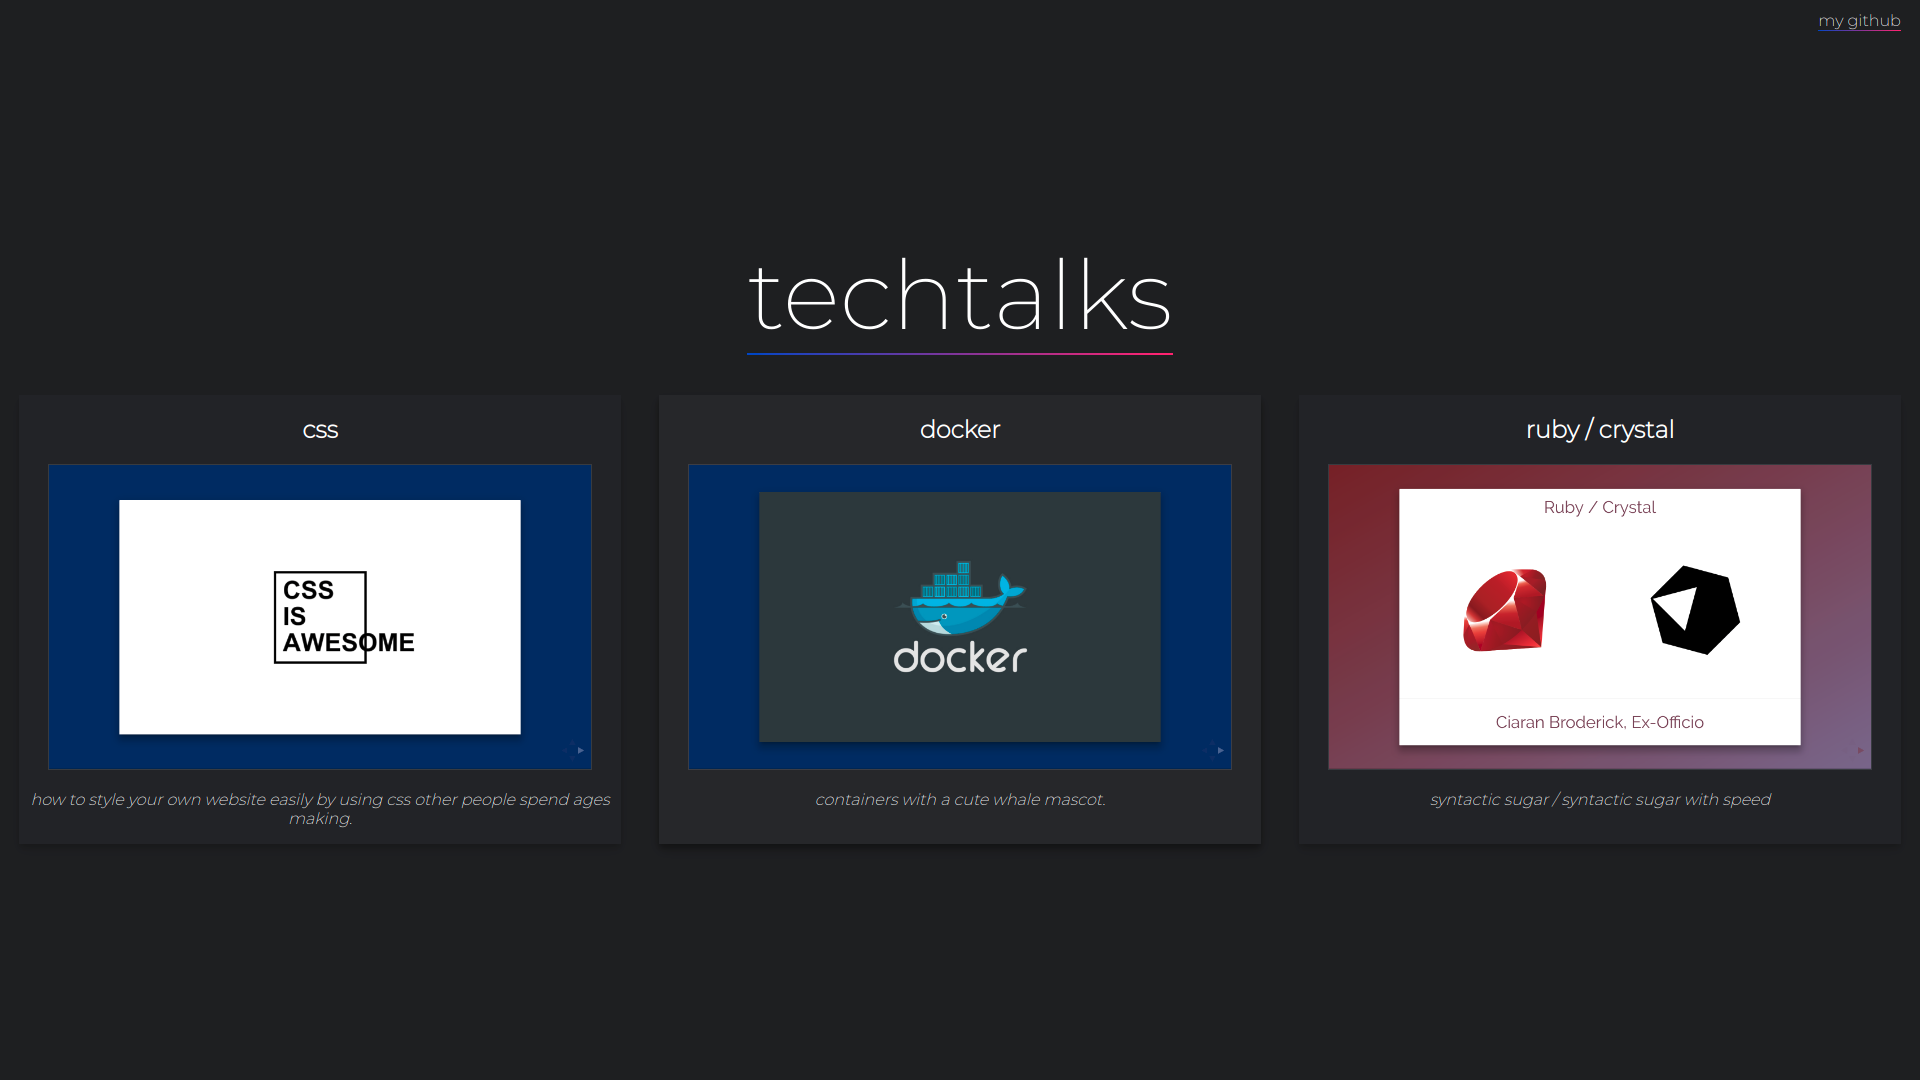 my github
techtalks
css
CSS
IS
AWESOME
how to style your own website easily by using css other people spend ages
making.
docker
docker
containers with a cute whale mascot.
ruby / crystal
Ruby / Crystal
Ciaran Broderick, Ex-Officio
syntactic sugar / syntactic sugar with speed